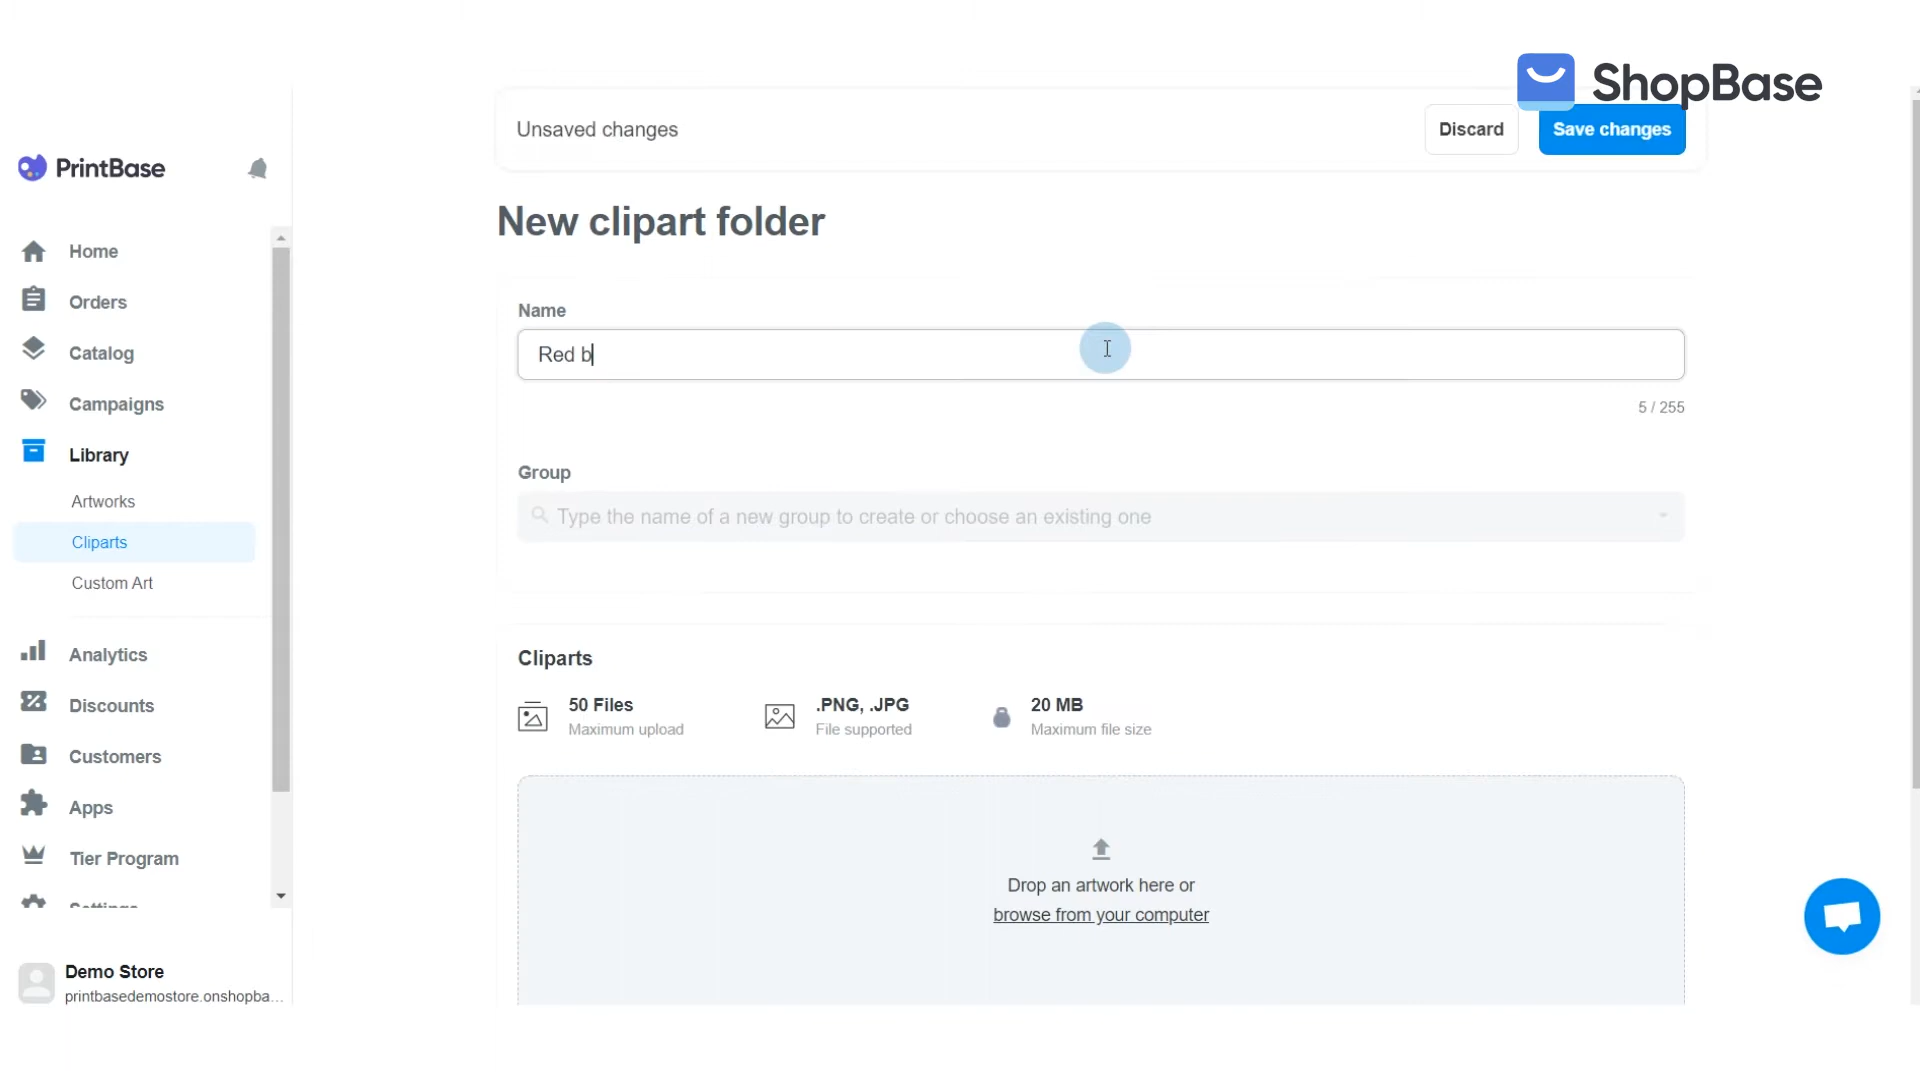 ShopBase
Unsaved changes
Discard
Save changes
PrintBase
New clipart folder
Home
Orders
Catalog
Campaigns
Library
Artworks
Cliparts
Custom Art
Analytics
Discounts
Customers
Apps
Tier Program
Settings
Demo Store
printbasedemostore.onshopba...
Name
Red b
5 / 255
Group
Type the name of a new group to create or choose an existing one
Cliparts
50 Files
Maximum upload
.PNG, .JPG
File supported
20 MB
Maximum file size
Drop an artwork here or
browse from your computer